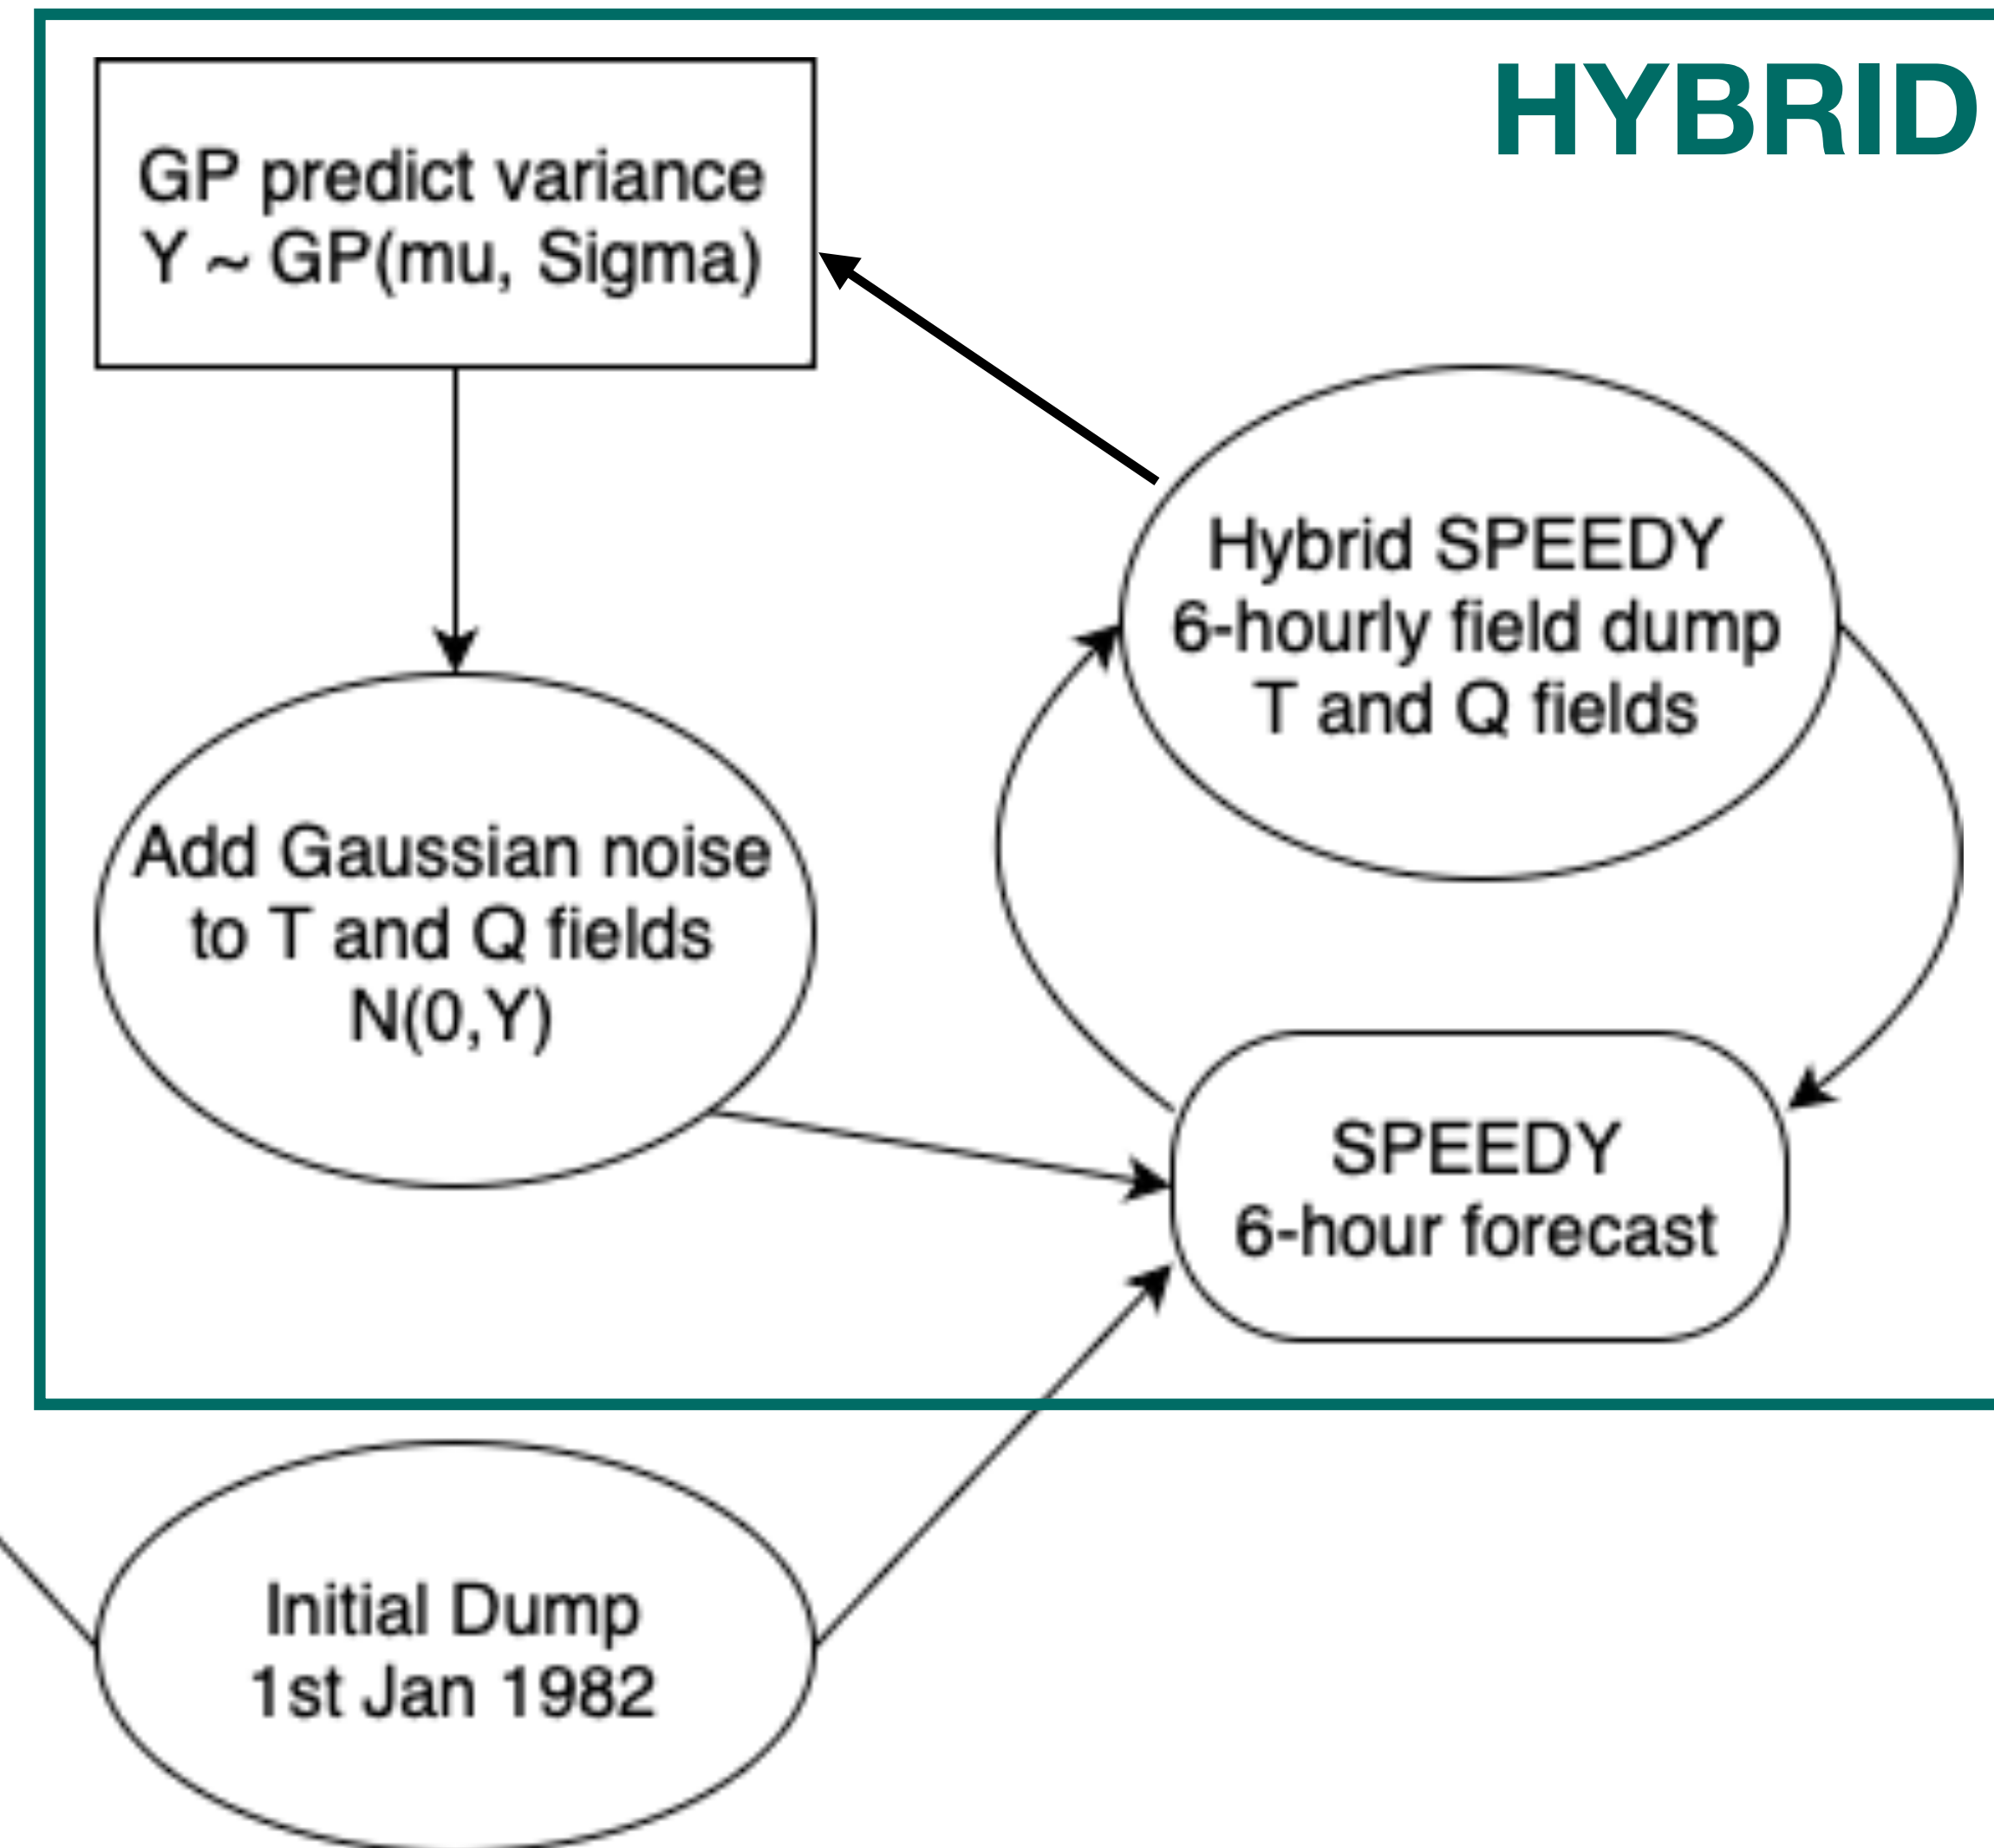 HYBRID
GP predict variance
Y ~ GP(mu, Sigma)
Hybrid SPEEDY
6-hourly field dump
T and Q fields
Add Gaussian noise
to T and Q fields
N(0,Y)
SPEEDY
6-hour forecast
Initial Dump
1st Jan 1982